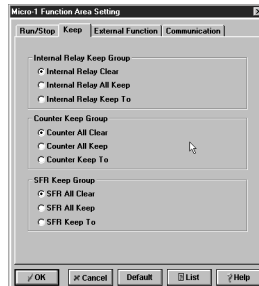 Micro-1 Function Area Setting
Run/Stop Keep External Function Communication
Internal Relay Keep Group
Internal Relay Clear
Internal Relay All Keep
Internal Relay Keep To
Counter Keep Group
Counter All Clear
Counter All Keep
Counter Keep To
SFR Keep Group
SFR All Clear
SFR All Keep
SFR Keep To
OK Cancel Default List Help